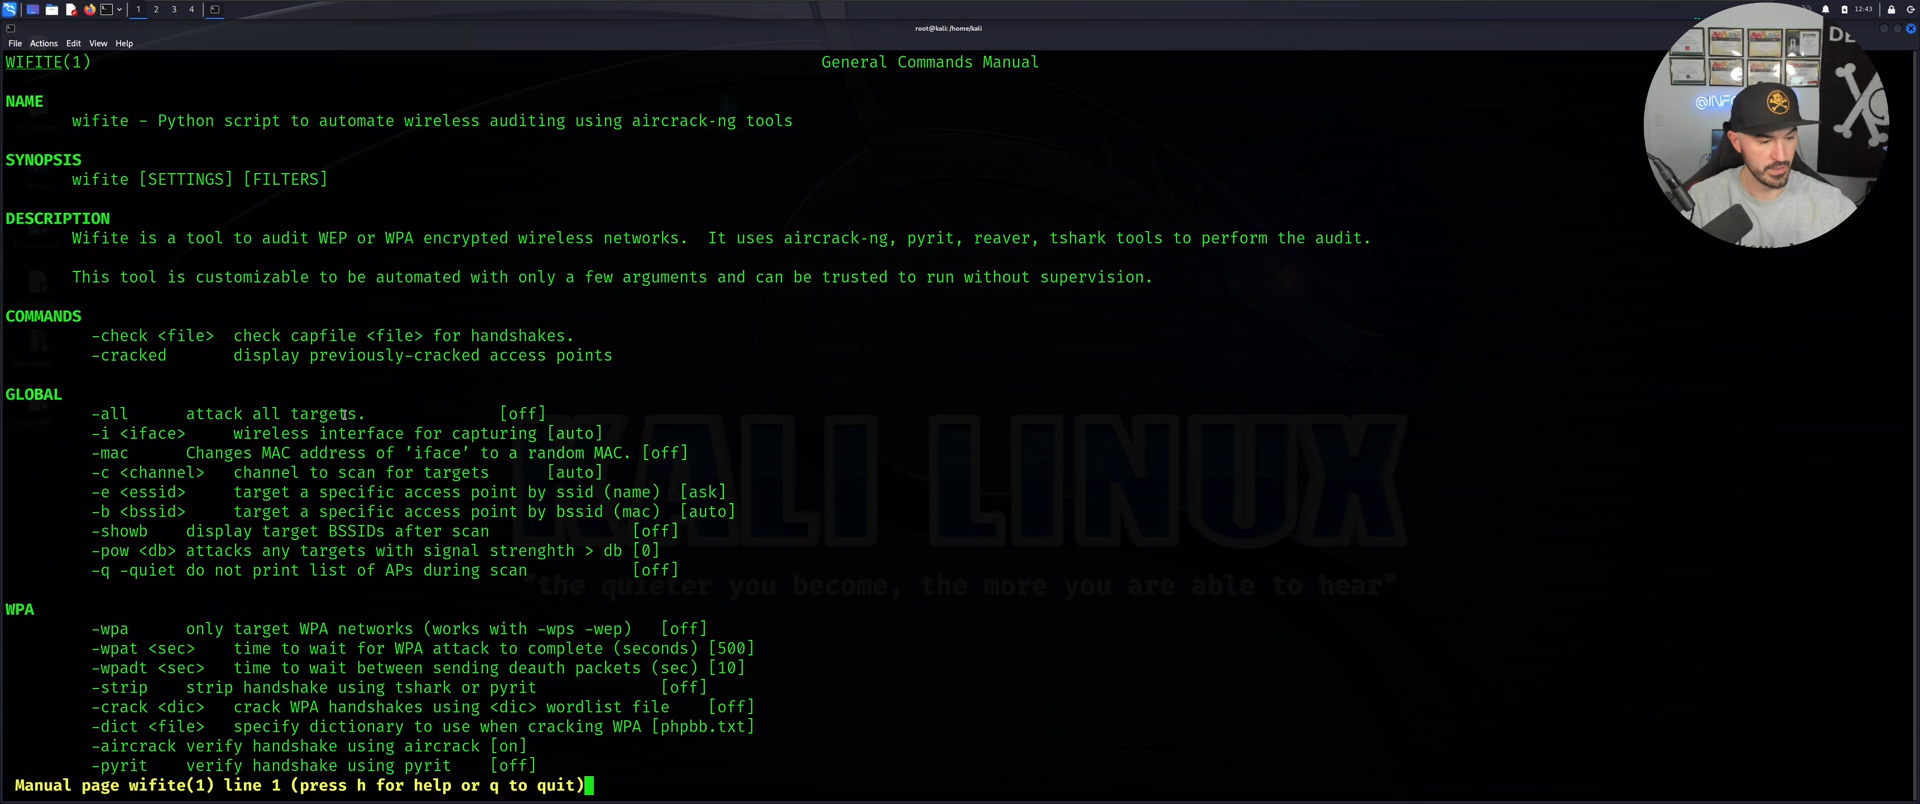 1 2 3 4
12:43
root@kali: /home/kali
File Actions Edit View Help
WIFITE(1) General Commands Manual
NAME
wifite - Python script to automate wireless auditing using aircrack-ng tools
SYNOPSIS
wifite [SETTINGS] [FILTERS]
DESCRIPTION
Wifite is a tool to audit WEP or WPA encrypted wireless networks. It uses aircrack-ng, pyrit, reaver, tshark tools to perform the audit.
This tool is customizable to be automated with only a few arguments and can be trusted to run without supervision.
COMMANDS
-check <file> check capfile <file> for handshakes.
-cracked display previously-cracked access points
GLOBAL
-all attack all targets. [off]
-i <iface> wireless interface for capturing [auto]
-mac Changes MAC address of 'iface' to a random MAC. [off]
-c <channel> channel to scan for targets [auto]
-e <essid> target a specific access point by ssid (name) [ask]
-b <bssid> target a specific access point by bssid (mac) [auto]
-showb display target BSSIDs after scan [off]
-pow <db> attacks any targets with signal strenghth > db [0]
-q -quiet do not print list of APs during scan [off]
KALI LINUX
"the quieter you become, the more you are able to hear"
WPA
-wpa only target WPA networks (works with -wps -wep) [off]
-wpat <sec> time to wait for WPA attack to complete (seconds) [500]
-wpadt <sec> time to wait between sending deauth packets (sec) [10]
-strip strip handshake using tshark or pyrit [off]
-crack <dic> crack WPA handshakes using <dic> wordlist file [off]
-dict <file> specify dictionary to use when cracking WPA [phpbb.txt]
-aircrack verify handshake using aircrack [on]
-pyrit verify handshake using pyrit [off]
Manual page wifite(1) line 1 (press h for help or q to quit)